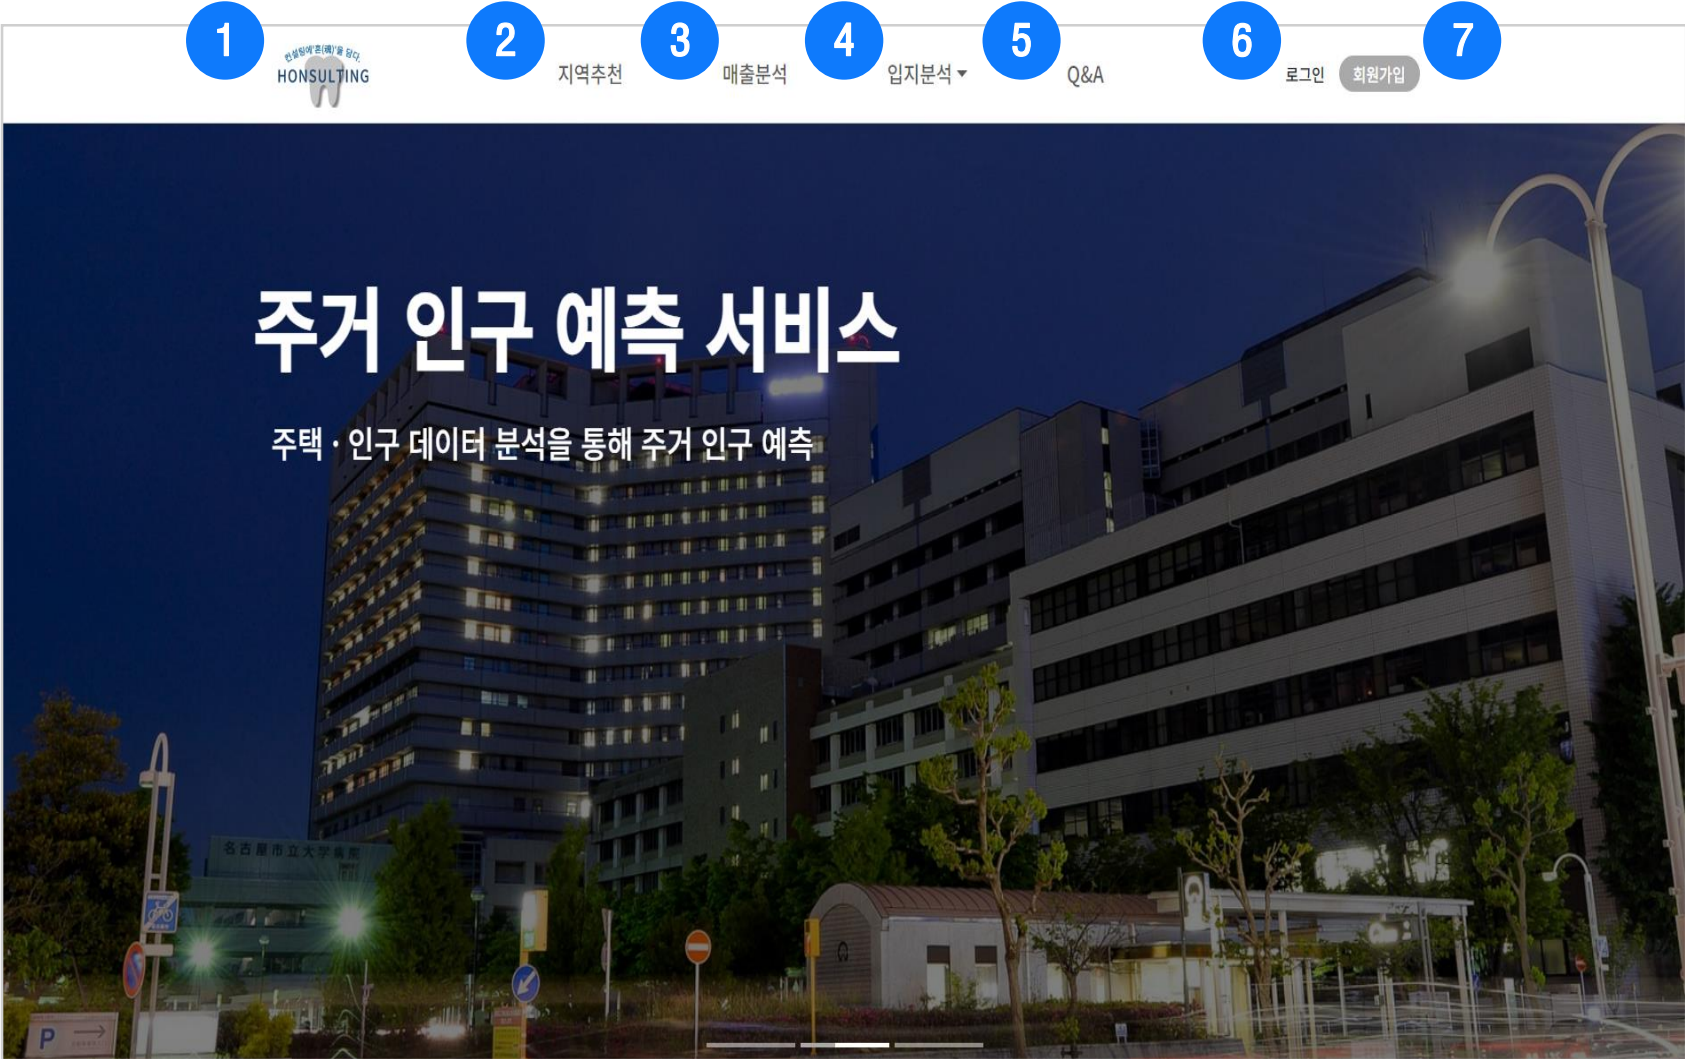 1 2 3 4 5 6 7
컨설팅에'혼(魂)'을 담다.
HONSULTING
지역추천 매출분석 입지분석 Q&A 로그인 회원가입
주거 인구 예측 서비스
주택 · 인구 데이터 분석을 통해 주거 인구 예측
名古屋市立大学病院
P